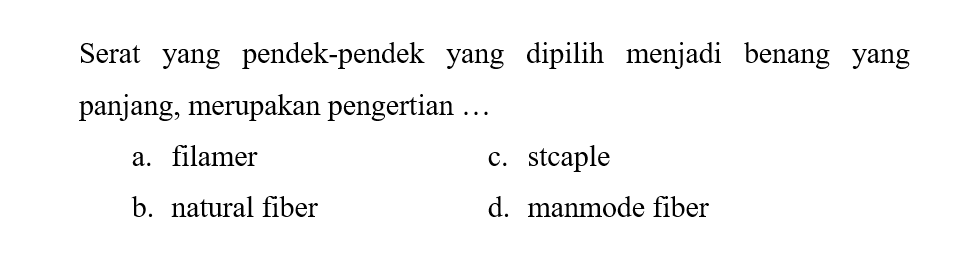 Serat yang pendek-pendek yang dipilih menjadi benang yang
panjang, merupakan pengertian …
a. filamer c. stcaple
b. natural fiber d. manmode fiber